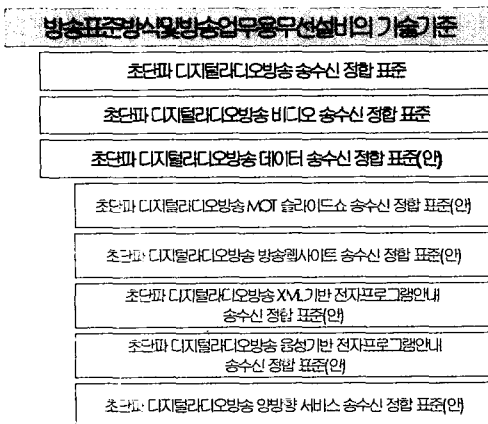 방송표준방식및방송업무용무선설비의 기술기준
초단파 디지털라디오방송 송수신 정합 표준
초단파 디지털라디오방송 비디오 송수신 정합 표준
초단파 디지털라디오방송 데이터 송수신 정합 표준(안)
초단파 디지털라디오방송 MOT 슬라이드쇼 송수신 정합 표준(안)
초단파 디지털라디오방송 방송웹사이트 송수신 정합 표준(안)
초단파 디지털라디오방송 XML기반 전자프로그램안내
송수신 정합 표준(안)
초단파 디지털라디오방송 음성기반 전자프로그램안내
송수신 정합 표준(안)
초단파 디지털라디오방송 양방향 서비스 송수신 정합 표준(안)